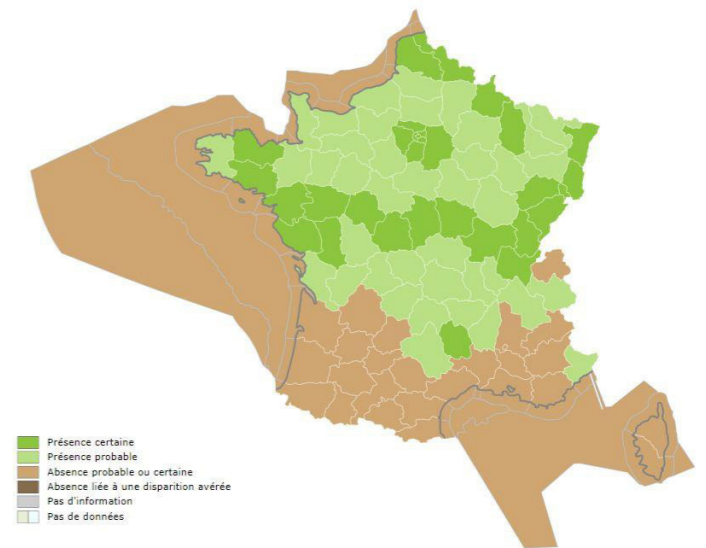 Présence certaine
Présence probable
Absence probable ou certaine
Absence liée à une disparition avérée
Pas d'information
Pas de données